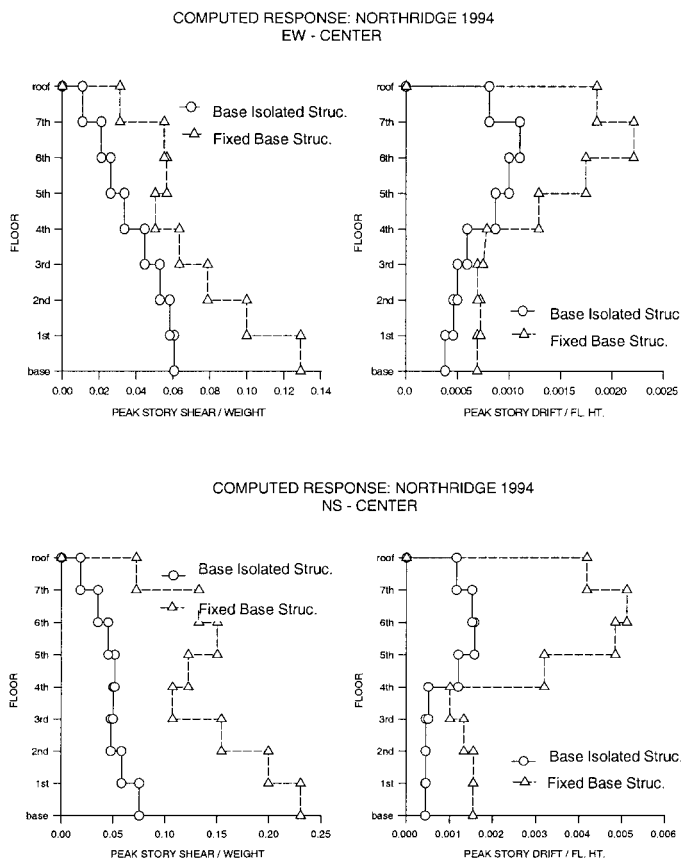 COMPUTED RESPONSE: NORTHRIDGE 1994
EW - CENTER
roof
7th
6th
5th
4th
3rd
2nd
1st
base
FLOOR
Base Isolated Struc.
Fixed Base Struc.
0.00 0.02 0.04 0.06 0.08 0.10 0.12 0.14
PEAK STORY SHEAR / WEIGHT
roof
7th
6th
5th
4th
3rd
2nd
1st
base
FLOOR
Base Isolated Struc.
Fixed Base Struc.
0.000 0.0005 0.0010 0.0015 0.0020 0.0025
PEAK STORY DRIFT / FL. HT.
COMPUTED RESPONSE: NORTHRIDGE 1994
NS - CENTER
roof
7th
6th
5th
4th
3rd
2nd
1st
base
FLOOR
Base Isolated Struc.
Fixed Base Struc.
0.00 0.05 0.10 0.15 0.20 0.25
PEAK STORY SHEAR / WEIGHT
roof
7th
6th
5th
4th
3rd
2nd
1st
base
FLOOR
Base Isolated Struc.
Fixed Base Struc.
0.000 0.001 0.002 0.003 0.004 0.005 0.006
PEAK STORY DRIFT / FL. HT.